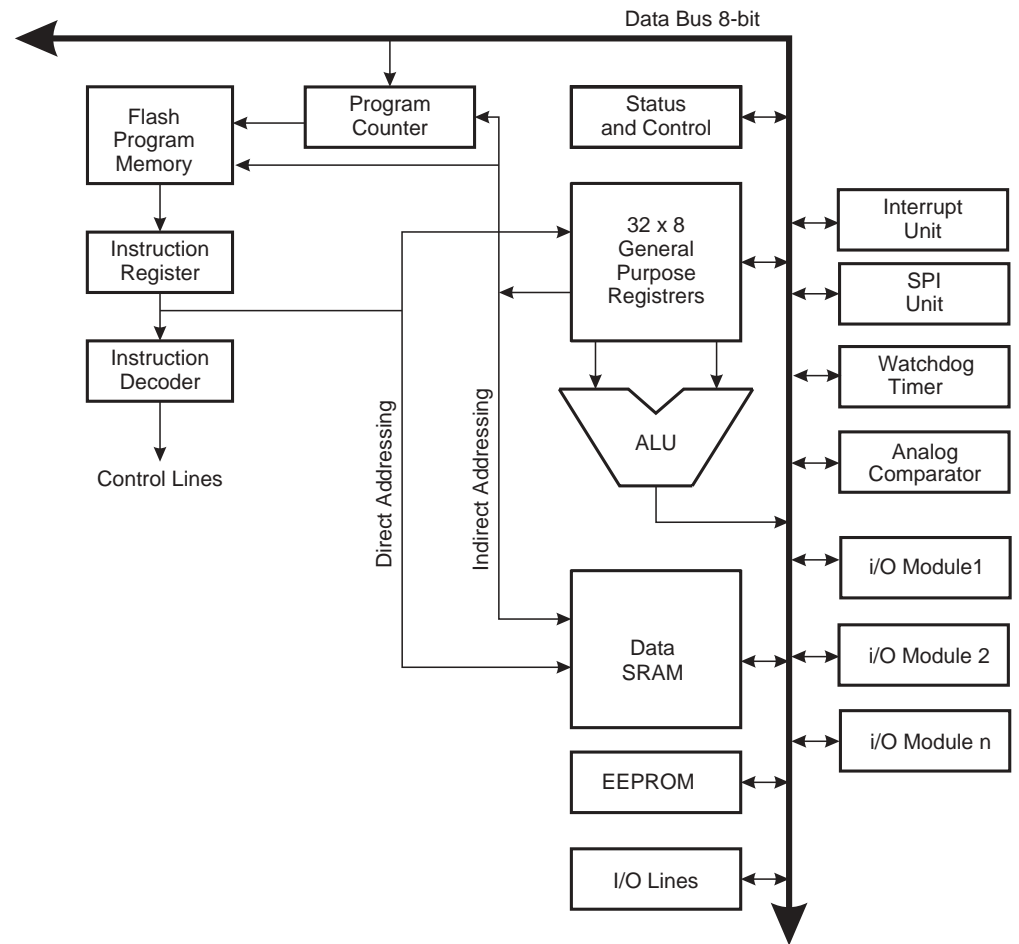 Data Bus 8-bit
Flash
Program
Memory
Program
Counter
Status
and Control
32 x 8
General
Purpose
Registrers
Interrupt
Unit
Instruction
Register
SPI
Unit
Instruction
Decoder
Watchdog
Timer
Control Lines
Direct Addressing
Indirect Addressing
ALU
Analog
Comparator
i/O Module1
Data
SRAM
i/O Module 2
i/O Module n
EEPROM
I/O Lines